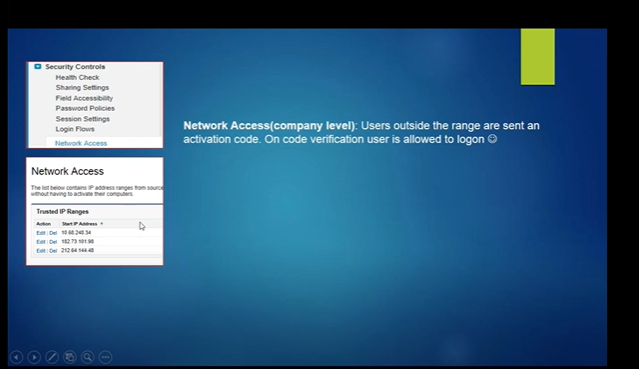 Security Controls
Health Check
Sharing Settings
Field Accessibility
Password Policies
Session Settings
Login Flows
Network Access
Network Access(company level): Users outside the range are sent an
activation code. On code verification user is allowed to logon ☺
Network Access
The list below contains IP address ranges from source
without having to activate their computers.
Trusted IP Ranges
Action Start IP Address
Edit | Del 10.68.248.34
Edit | Del 182.73.101.98
Edit | Del 212.64.144.48